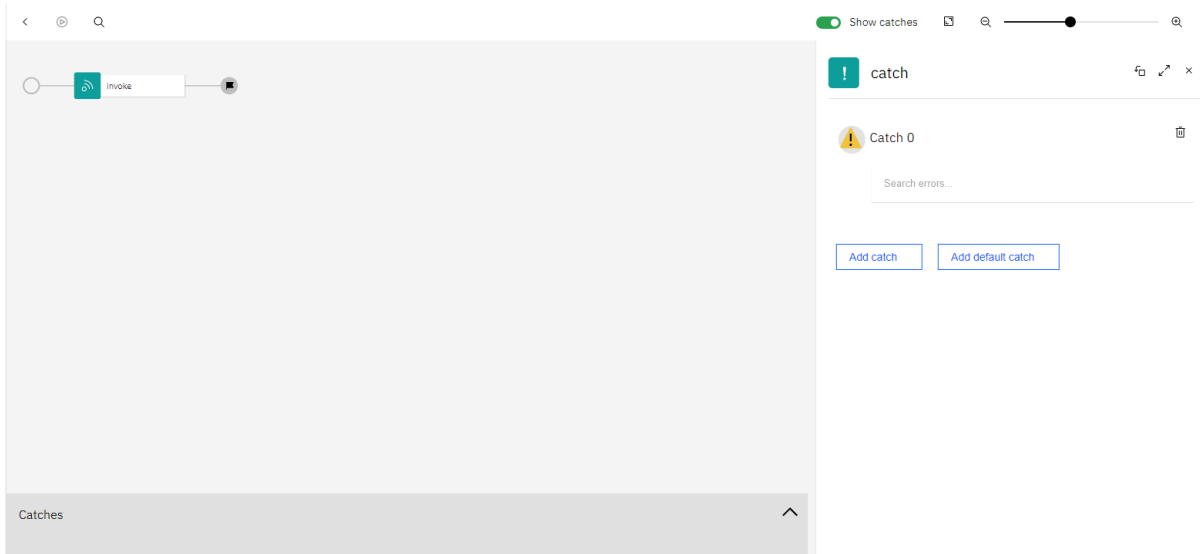 Show catches
invoke
catch
Catch 0
Search errors...
Add catch
Add default catch
Catches